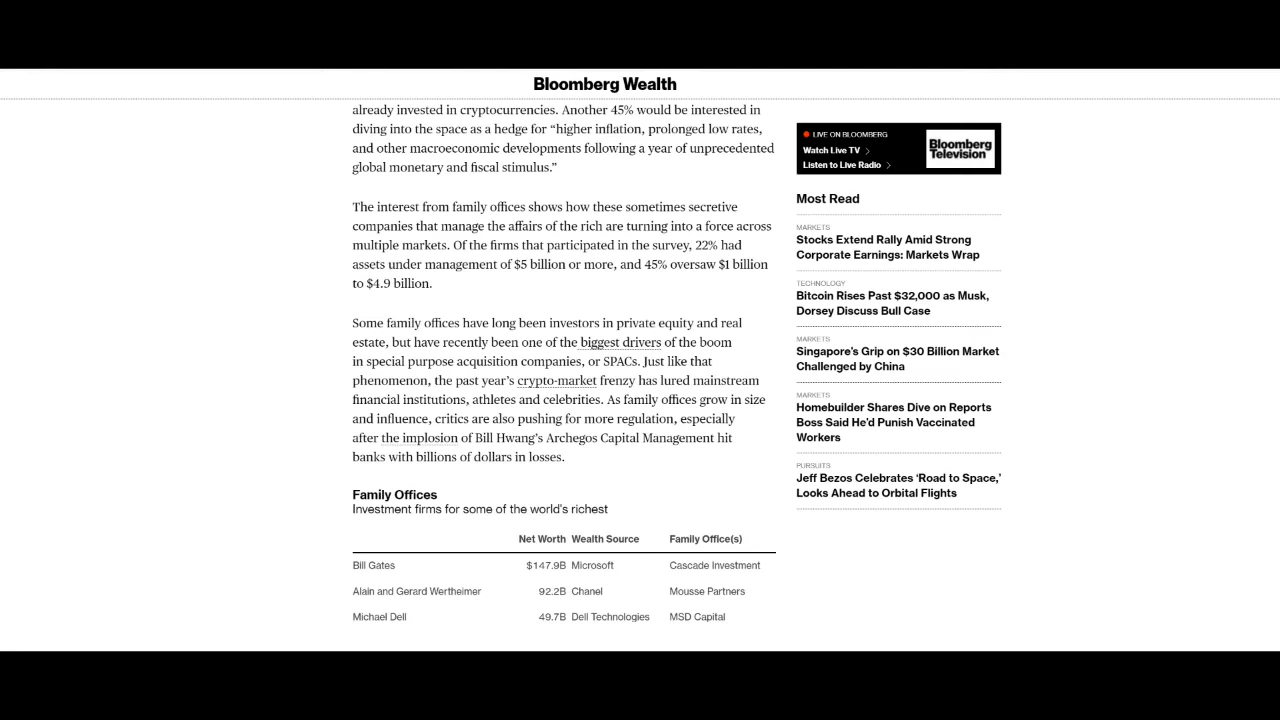 Bloomberg Wealth
already invested in cryptocurrencies. Another 45% would be interested in
diving into the space as a hedge for “higher inflation, prolonged low rates,
and other macroeconomic developments following a year of unprecedented
global monetary and fiscal stimulus.”
The interest from family offices shows how these sometimes secretive
companies that manage the affairs of the rich are turning into a force across
multiple markets. Of the firms that participated in the survey, 22% had
assets under management of $5 billion or more, and 45% oversaw $1 billion
to $4.9 billion.
Some family offices have long been investors in private equity and real
estate, but have recently been one of the biggest drivers of the boom
in special purpose acquisition companies, or SPACs. Just like that
phenomenon, the past year’s crypto-market frenzy has lured mainstream
financial institutions, athletes and celebrities. As family offices grow in size
and influence, critics are also pushing for more regulation, especially
after the implosion of Bill Hwang’s Archegos Capital Management hit
banks with billions of dollars in losses.
Family Offices
Investment firms for some of the world’s richest
Net Worth Wealth Source Family Office(s)
Bill Gates $147.9B Microsoft Cascade Investment
Alain and Gerard Wertheimer 92.2B Chanel Mousse Partners
Michael Dell 49.7B Dell Technologies MSD Capital
LIVE ON BLOOMBERG
Watch Live TV
Listen to Live Radio
Bloomberg
Television
Most Read
MARKETS
Stocks Extend Rally Amid Strong
Corporate Earnings: Markets Wrap
TECHNOLOGY
Bitcoin Rises Past $32,000 as Musk,
Dorsey Discuss Bull Case
MARKETS
Singapore’s Grip on $30 Billion Market
Challenged by China
MARKETS
Homebuilder Shares Dive on Reports
Boss Said He’d Punish Vaccinated
Workers
PURSUITS
Jeff Bezos Celebrates ‘Road to Space,’
Looks Ahead to Orbital Flights